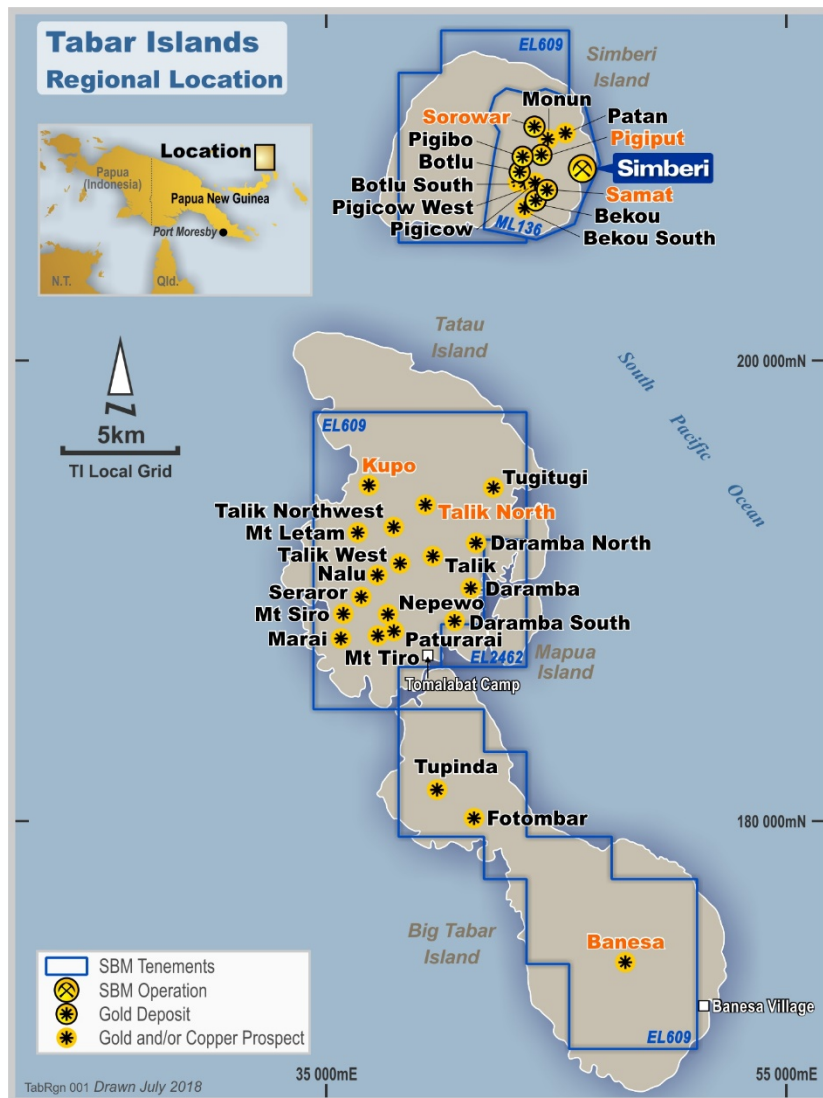 Tabar Islands
Regional Location
Location
Papua
(Indonesia)
Papua New Guinea
Port Moresby
N.T.
Qld.
EL609
Simberi
Island
Monun
Sorowar
Patan
Pigibo
Pigiput
Botlu
Simberi
Botlu South
Samat
Pigicow West
Bekou
Pigicow
ML136
Bekou South
Tatau
Island
200 000mN
South Pacific Ocean
5km
TI Local Grid
EL609
Kupo
Tugitugi
Talik Northwest
Talik North
Mt Letam
Daramba North
Talik West
Talik
Nalu
Daramba
Seraror
Nepewo
Mt Siro
Daramba South
Marai
Paturarai
Mt Tiro
EL2462
Mapua
Island
Tomalabat Camp
Tupinda
Fotombar
180 000mN
Big Tabar
Island
Banesa
Banesa Village
EL609
SBM Tenements
SBM Operation
Gold Deposit
Gold and/or Copper Prospect
TabRgn 001 Drawn July 2018
35 000mE
55 000mE